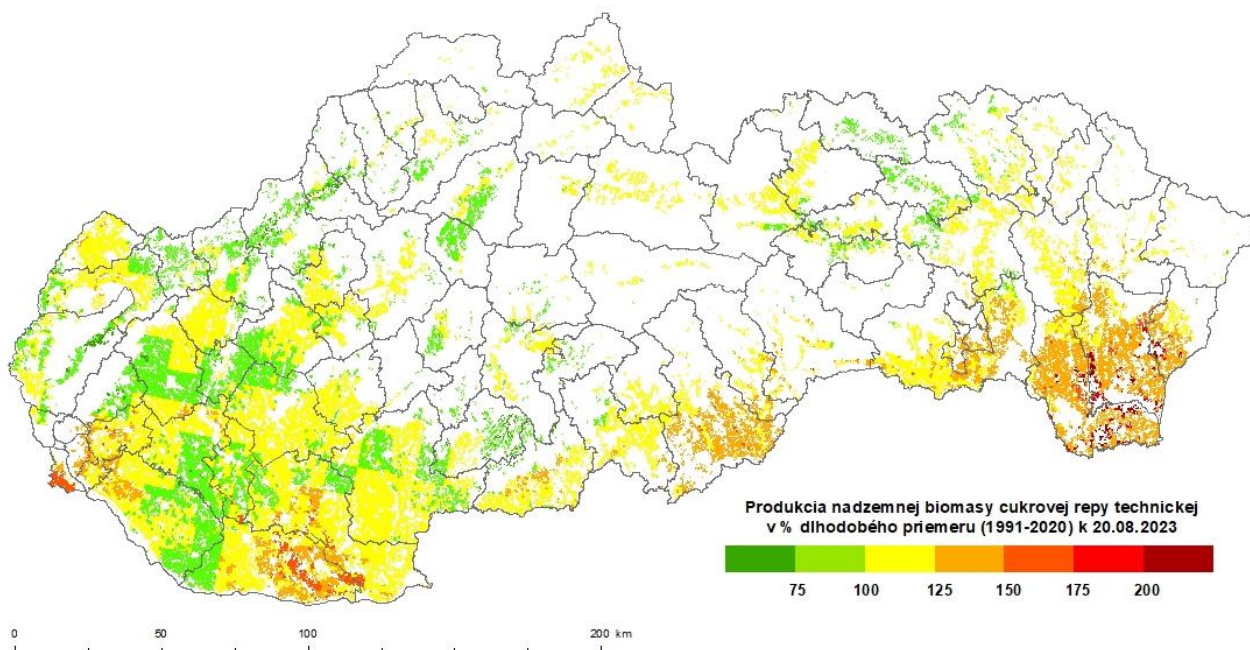 Produkcia nadzemnej biomasy cukrovej repy technickej
v % dlhodobého priemeru (1991-2020) k 20.08.2023
75 100 125 150 175 200
0 50 100 200 km